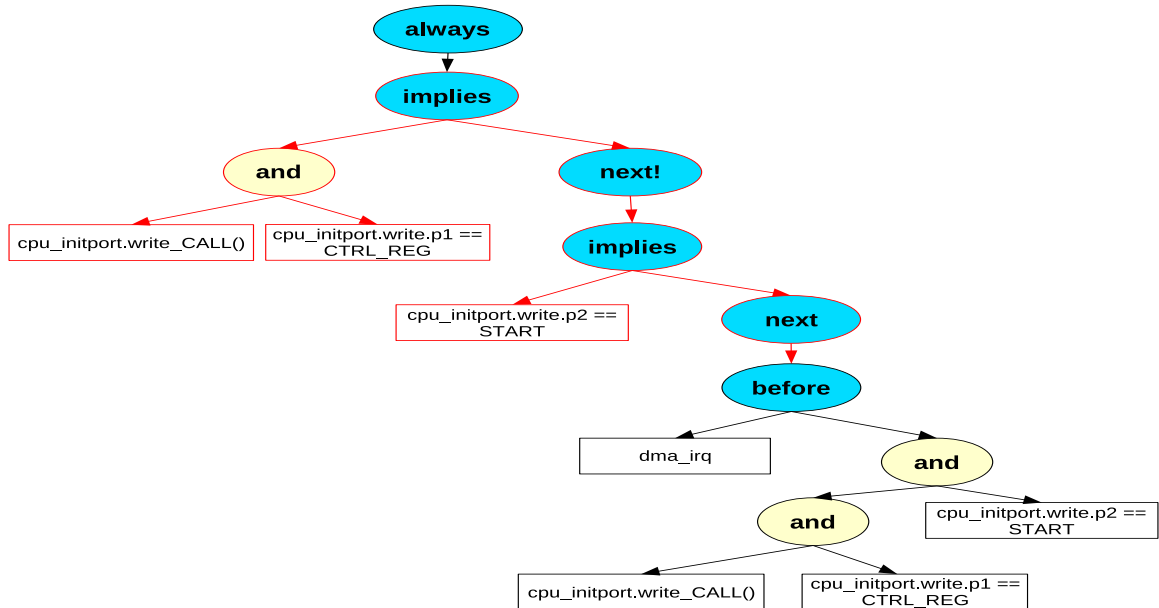 always
implies
and
next!
cpu_initport.write_CALL()
cpu_initport.write.p1 ==
CTRL_REG
implies
cpu_initport.write.p2 ==
START
next
before
dma_irq
and
and
cpu_initport.write.p2 ==
START
cpu_initport.write_CALL()
cpu_initport.write.p1 ==
CTRL_REG